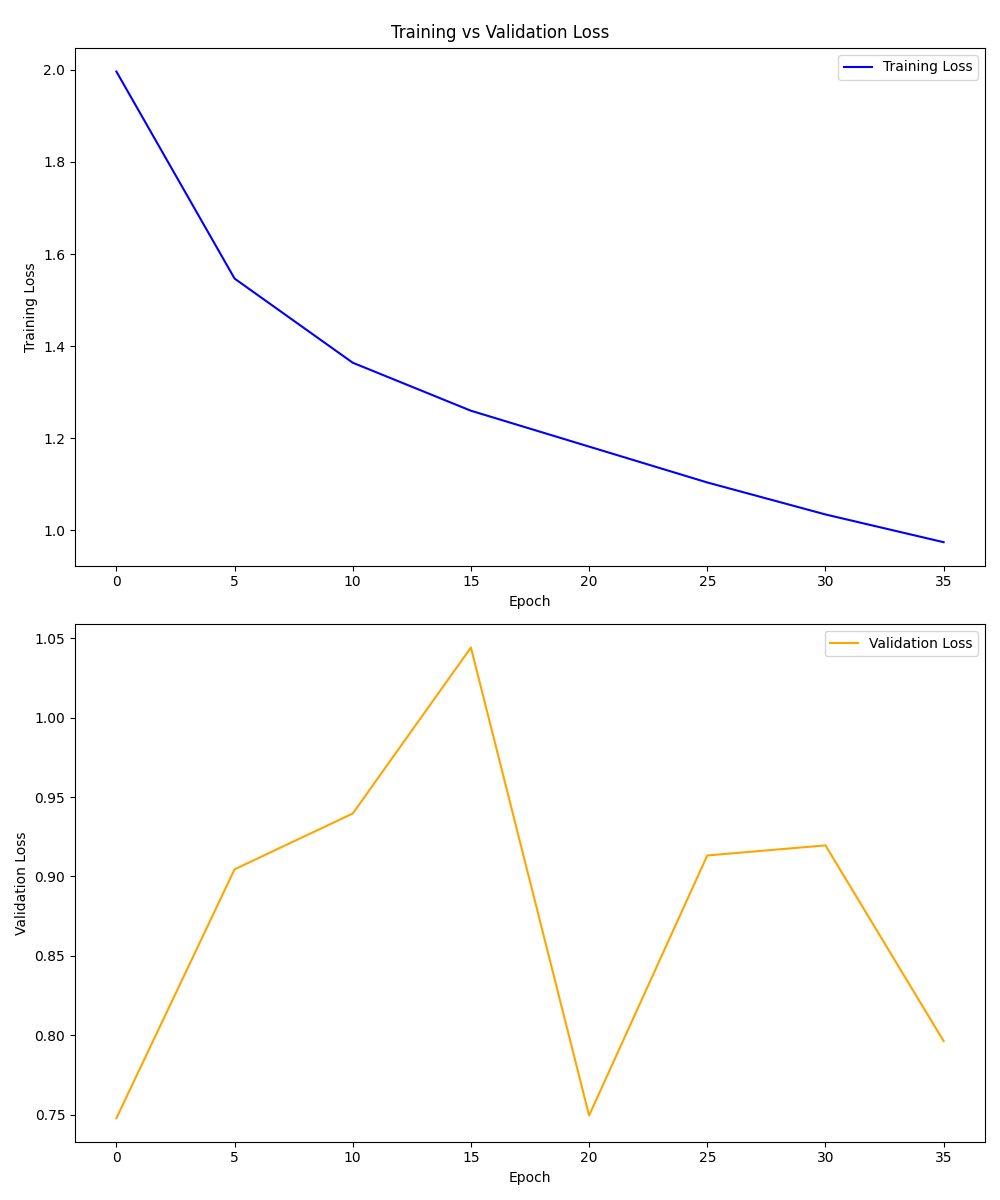 Training vs Validation Loss
Training Loss
2.0
1.8
1.6
1.4
1.2
1.0
Training Loss
0 5 10 15 20 25 30 35
Epoch
Validation Loss
1.05
1.00
0.95
0.90
0.85
0.80
0.75
Validation Loss
0 5 10 15 20 25 30 35
Epoch